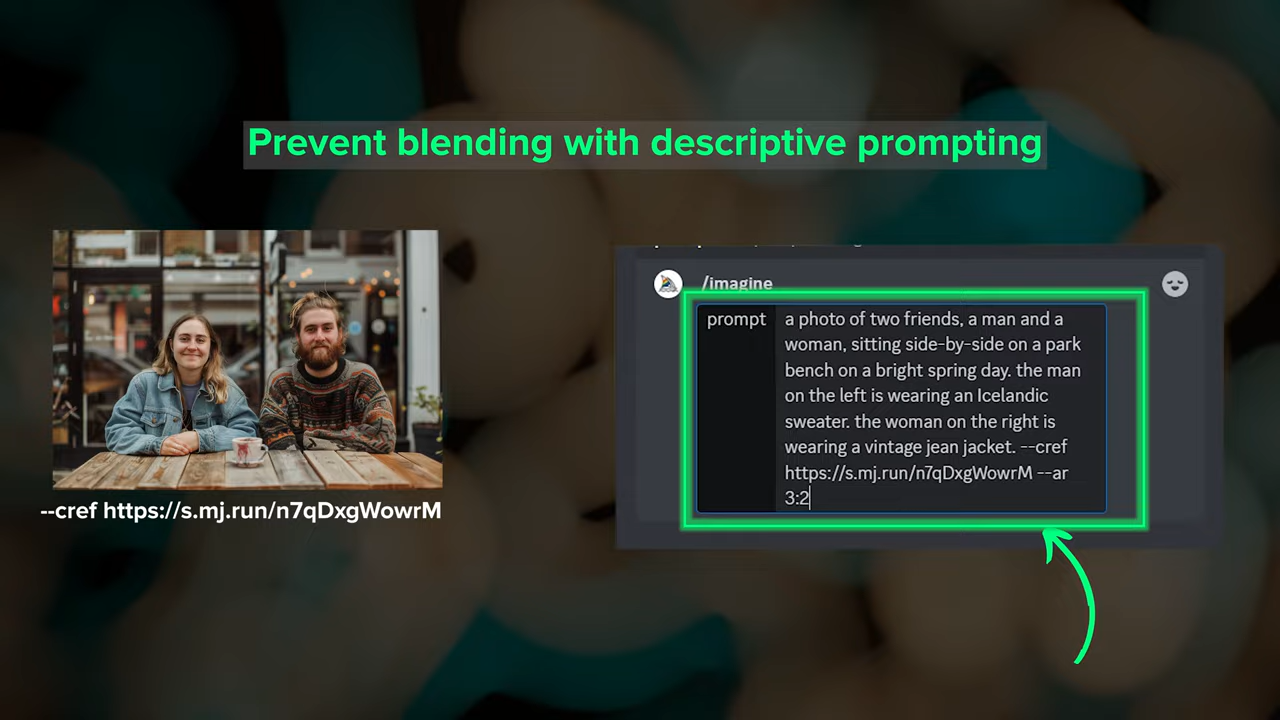 Prevent blending with descriptive prompting
--cref https://s.mj.run/n7qDxgWowrM
/imagine
prompt
a photo of two friends, a man and a
woman, sitting side-by-side on a park
bench on a bright spring day. the man
on the left is wearing an Icelandic
sweater. the woman on the right is
wearing a vintage jean jacket. --cref
https://s.mj.run/n7qDxgWowrM --ar
3:2